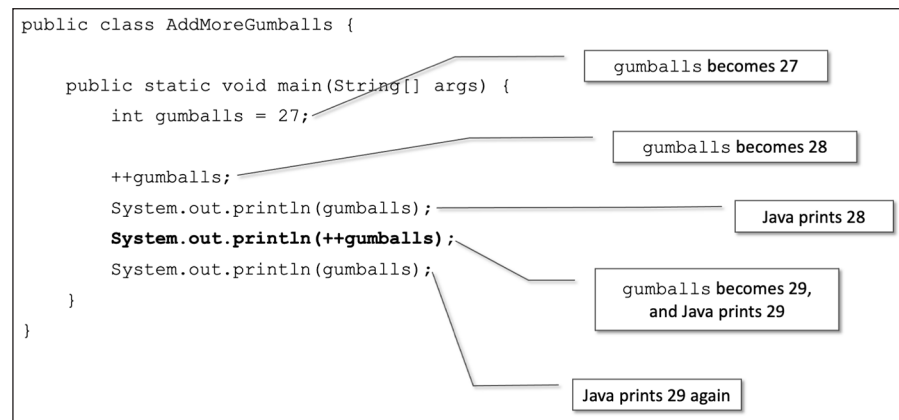 public class AddMoreGumballs {
gumballs becomes 27
public static void main(String[] args) {
int gumballs = 27;
gumballs becomes 28
++gumballs;
System.out.println(gumballs);
Java prints 28
System.out.println(++gumballs);
System.out.println(gumballs);
gumballs becomes 29,
and Java prints 29
}
}
Java prints 29 again